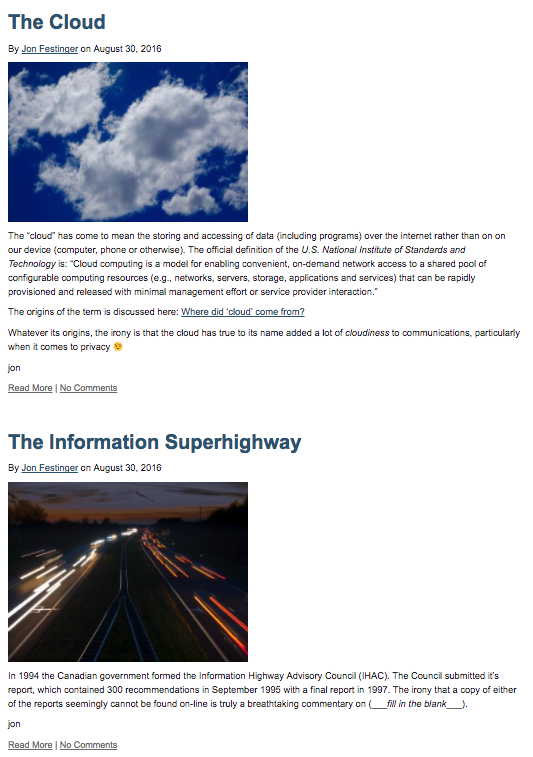 The Cloud
By Jon Festinger on August 30, 2016
The “cloud” has come to mean the storing and accessing of data (including programs) over the internet rather than on on
our device (computer, phone or otherwise). The official definition of the U.S. National Institute of Standards and
Technology is: “Cloud computing is a model for enabling convenient, on-demand network access to a shared pool of
configurable computing resources (e.g., networks, servers, storage, applications and services) that can be rapidly
provisioned and released with minimal management effort or service provider interaction.”
The origins of the term is discussed here: Where did ‘cloud’ come from?
Whatever its origins, the irony is that the cloud has true to its name added a lot of cloudiness to communications, particularly
when it comes to privacy 😉
jon
Read More | No Comments
The Information Superhighway
By Jon Festinger on August 30, 2016
In 1994 the Canadian government formed the Information Highway Advisory Council (IHAC). The Council submitted it’s
report, which contained 300 recommendations in September 1995 with a final report in 1997. The irony that a copy of either
of the reports seemingly cannot be found on-line is truly a breathtaking commentary on (___fill in the blank___).
jon
Read More | No Comments